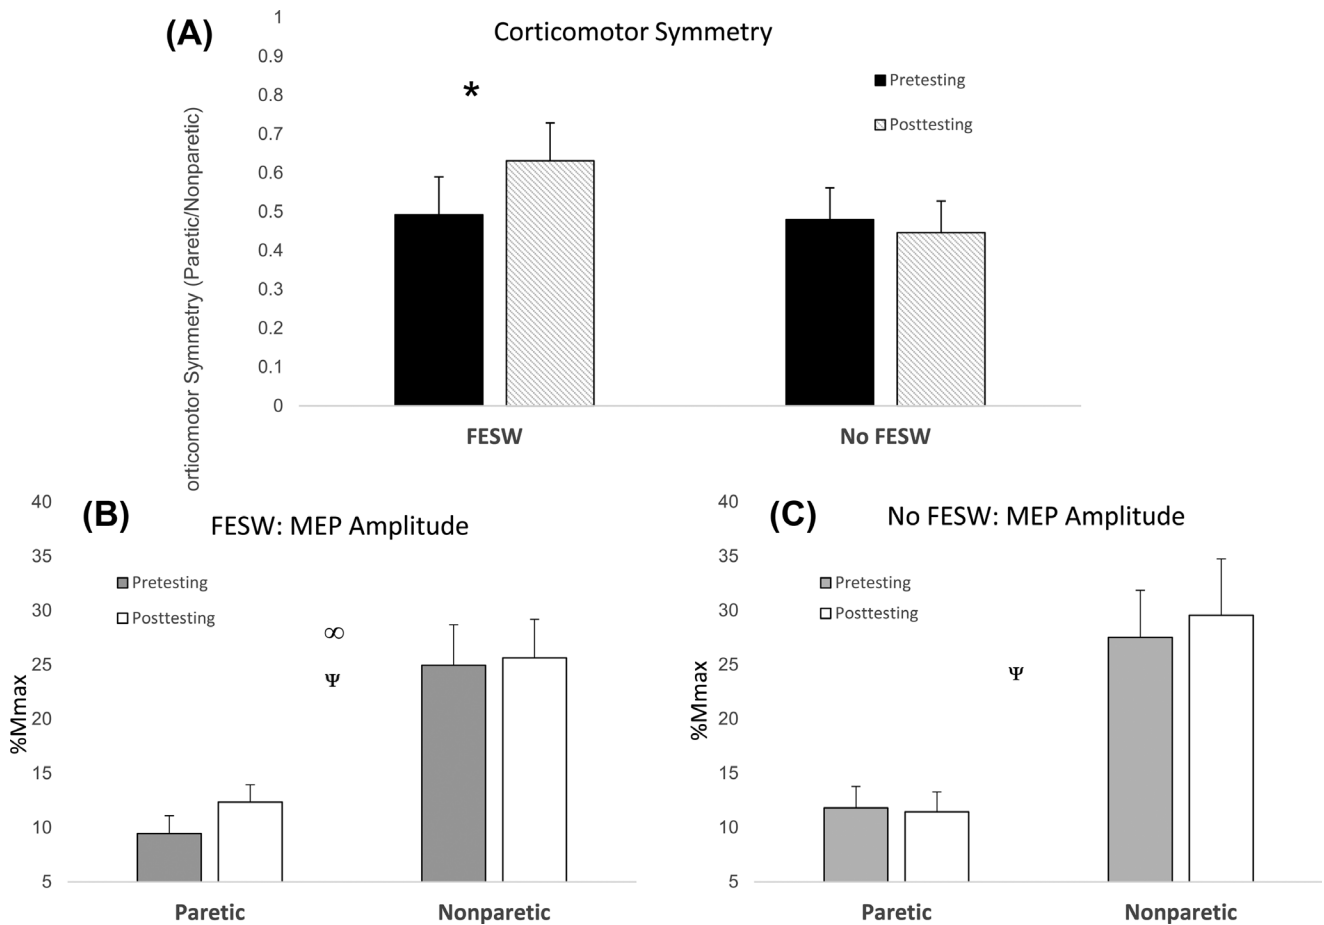 (A)
Corticomotor Symmetry
orticomotor Symmetry (Paretic/Nonparetic)
1
0.9
0.8
0.7
0.6
0.5
0.4
0.3
0.2
0.1
0
*
Pretesting
Posttesting
FESW
No FESW
(B)
FESW: MEP Amplitude
%Mmax
40
35
30
25
20
15
10
5
Pretesting
Posttesting
∞
Ψ
Paretic
Nonparetic
(C)
No FESW: MEP Amplitude
%Mmax
40
35
30
25
20
15
10
5
Pretesting
Posttesting
Ψ
Paretic
Nonparetic